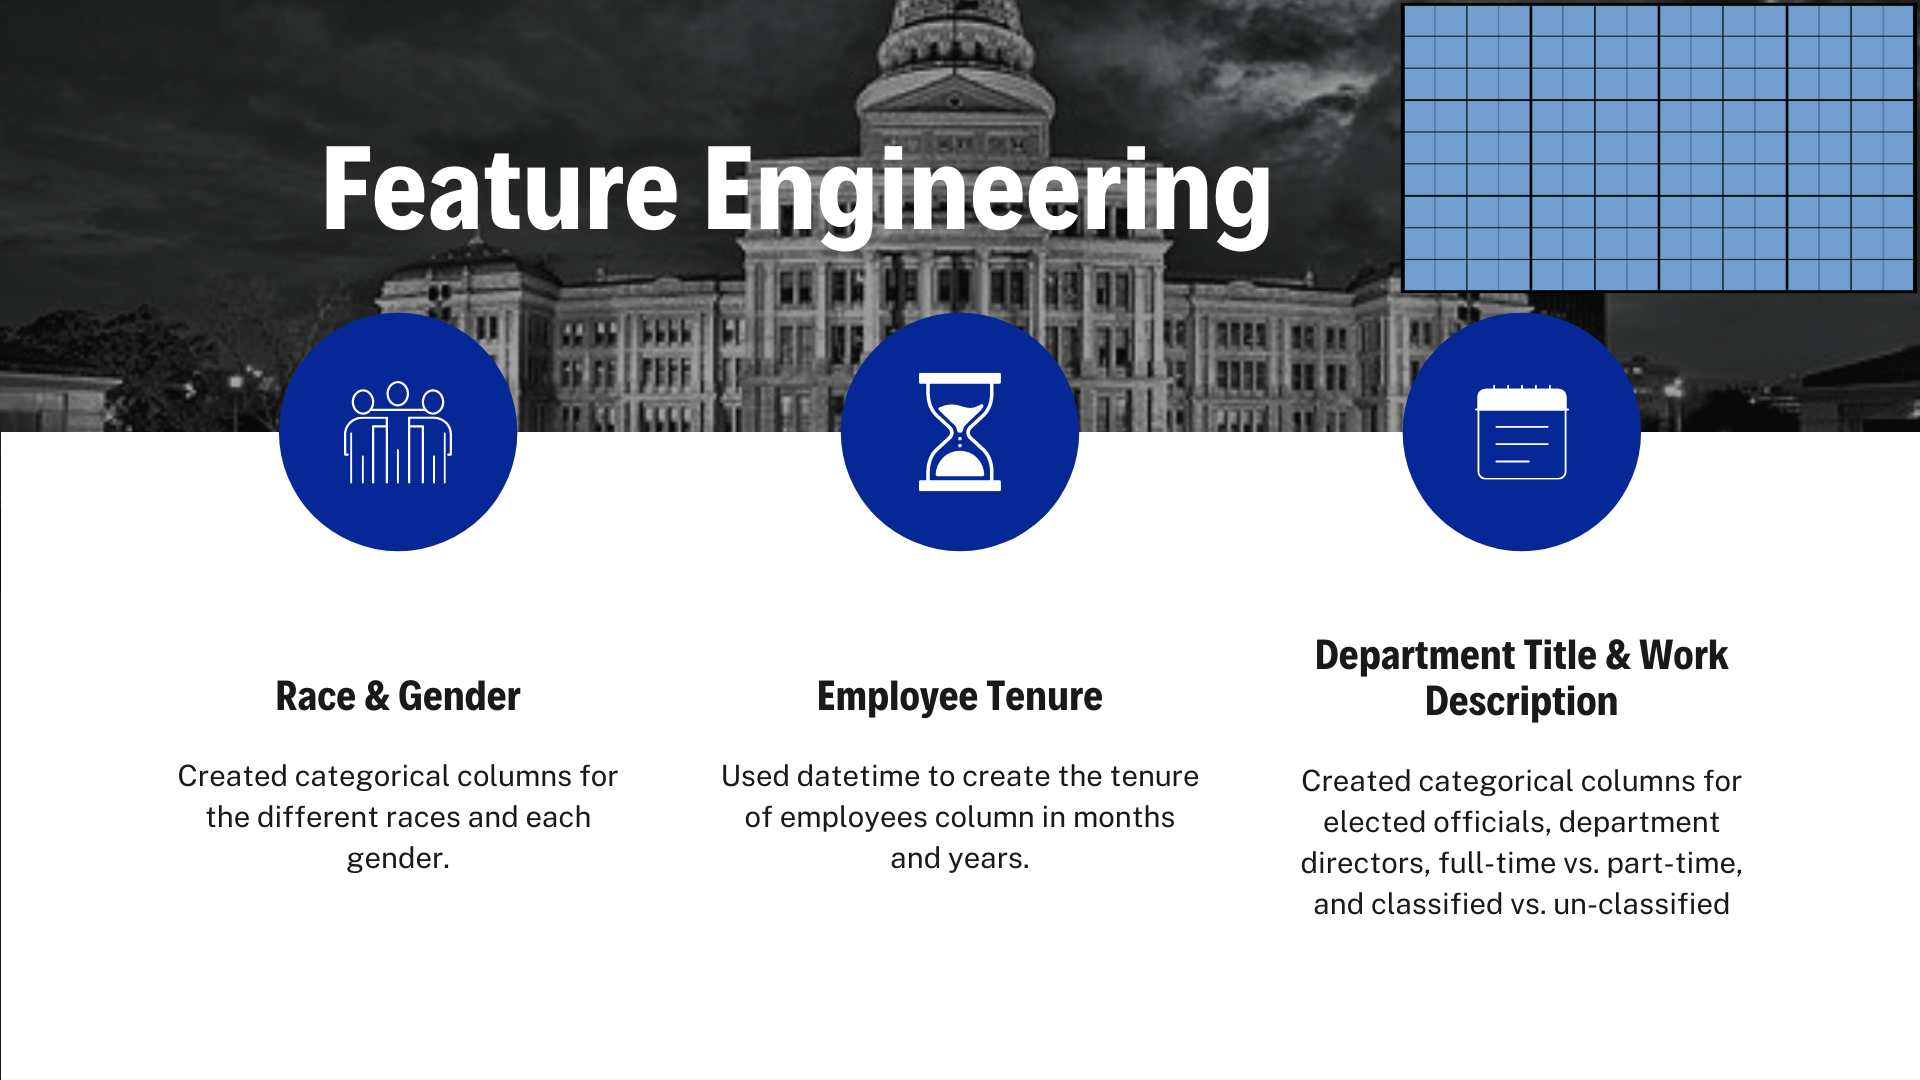 Feature Engineering
Race & Gender
Created categorical columns for
the different races and each
gender.
Employee Tenure
Used datetime to create the tenure
of employees column in months
and years.
Department Title & Work
Description
Created categorical columns for
elected officials, department
directors, full-time vs. part-time,
and classified vs. un-classified